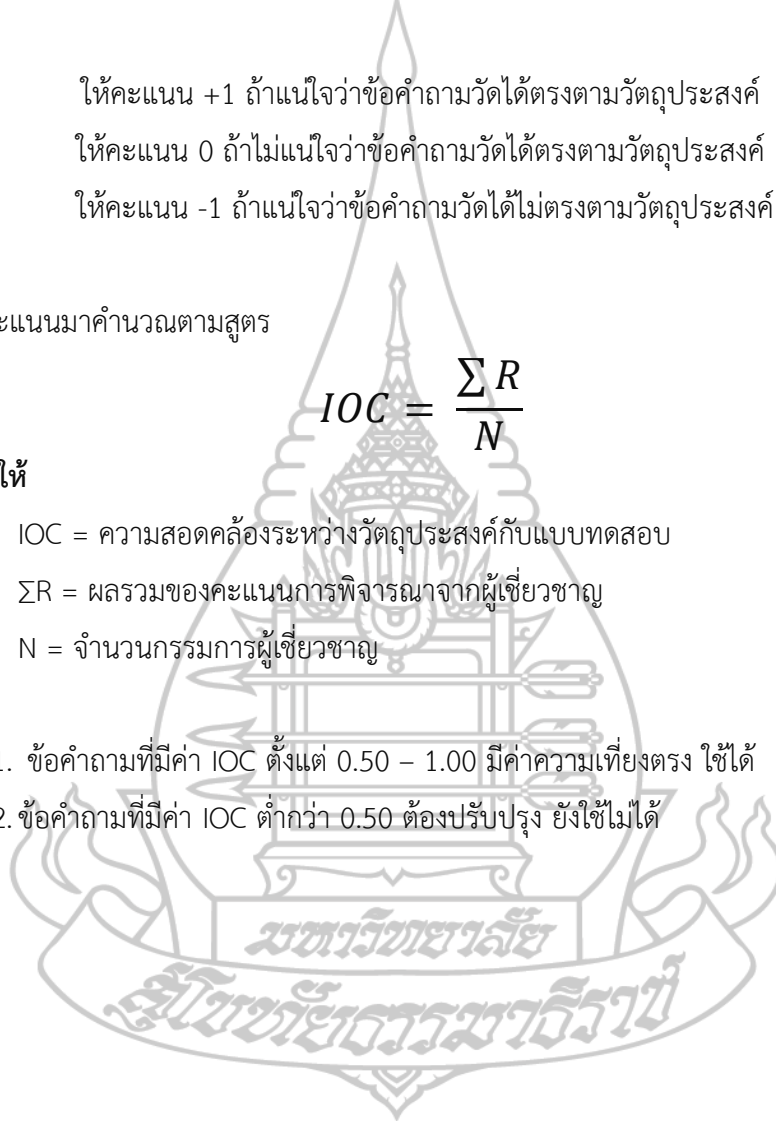 ให้คะแนน +1 ถ้าแน่ใจว่าข้อคำถามวัดได้ตรงตามวัตถุประสงค์
ให้คะแนน 0 ถ้าไม่แน่ใจว่าข้อคำถามวัดได้ตรงตามวัตถุประสงค์
ให้คะแนน -1 ถ้าแน่ใจว่าข้อคำถามวัดได้ไม่ตรงตามวัตถุประสงค์
ะแนนมาคำนวณตามสูตร
IOC = ∑ R / N
ให้
IOC = ความสอดคล้องระหว่างวัตถุประสงค์กับแบบทดสอบ
∑R = ผลรวมของคะแนนการพิจารณาจากผู้เชี่ยวชาญ
N = จำนวนกรรมการผู้เชี่ยวชาญ
1. ข้อคำถามที่มีค่า IOC ตั้งแต่ 0.50 – 1.00 มีค่าความเที่ยงตรง ใช้ได้
2. ข้อคำถามที่มีค่า IOC ต่ำกว่า 0.50 ต้องปรับปรุง ยังใช้ไม่ได้
มหาวิทยาลัย
สุโขทัยธรรมาธิราช